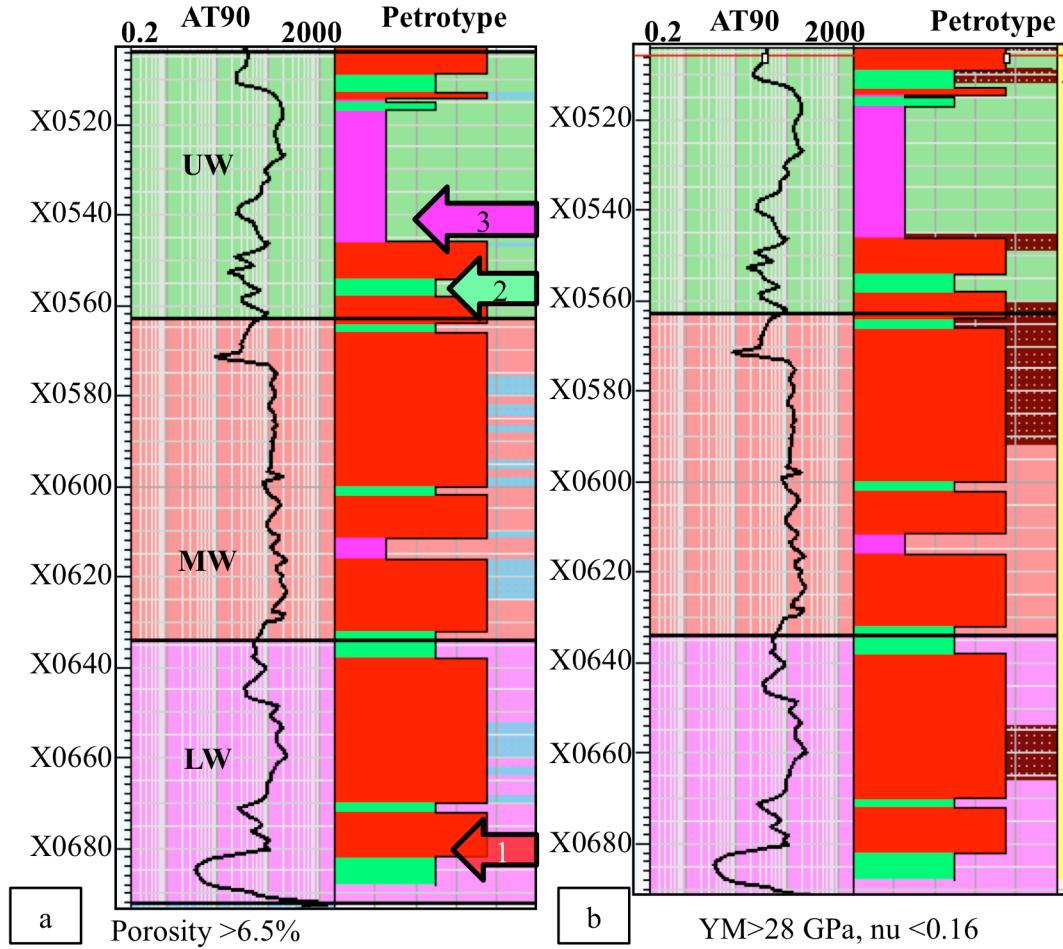 AT90 Petrotype
0.2 2000
X0520
UW
X0540
3
2
X0560
X0580
X0600
MW
X0620
X0640
LW
X0660
X0680
1
a
Porosity >6.5%
AT90 Petrotype
0.2 2000
X0520
X0540
X0560
X0580
X0600
X0620
X0640
X0660
X0680
b
YM>28 GPa, nu <0.16